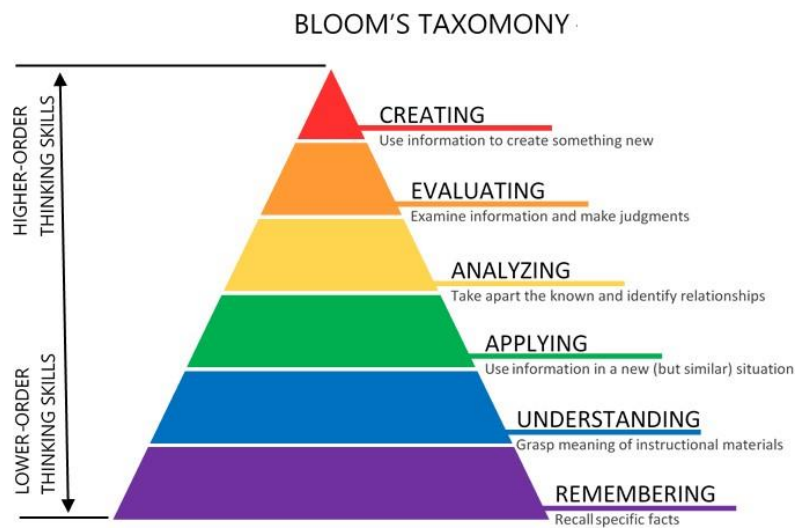 BLOOM'S TAXOMONY
HIGHER-ORDER
THINKING SKILLS
LOWER-ORDER
THINKING SKILLS
CREATING
Use information to create something new
EVALUATING
Examine information and make judgments
ANALYZING
Take apart the known and identify relationships
APPLYING
Use information in a new (but similar) situation
UNDERSTANDING
Grasp meaning of instructional materials
REMEMBERING
Recall specific facts